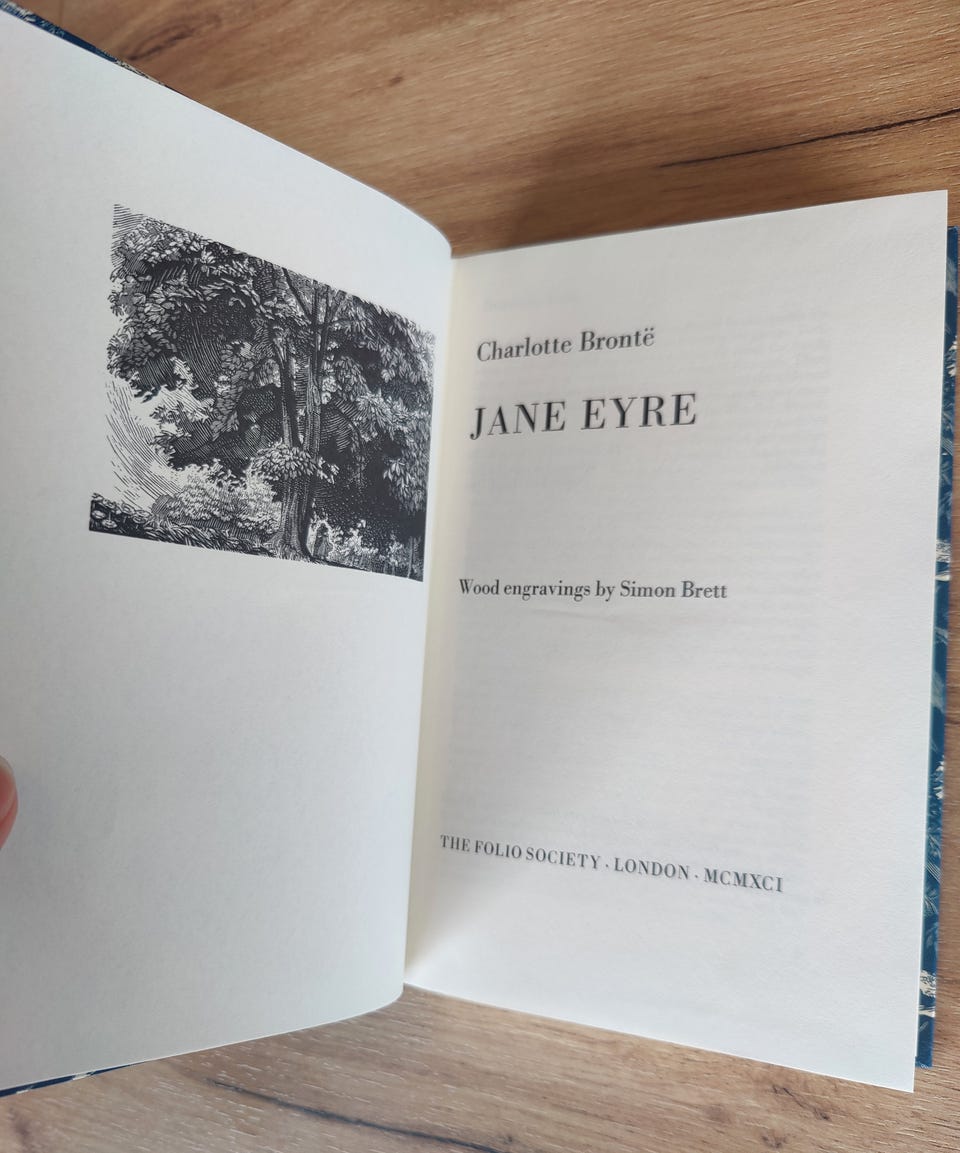 Charlotte Brontë
JANE EYRE
Wood engravings by Simon Brett
THE FOLIO SOCIETY · LONDON · MCMXCI